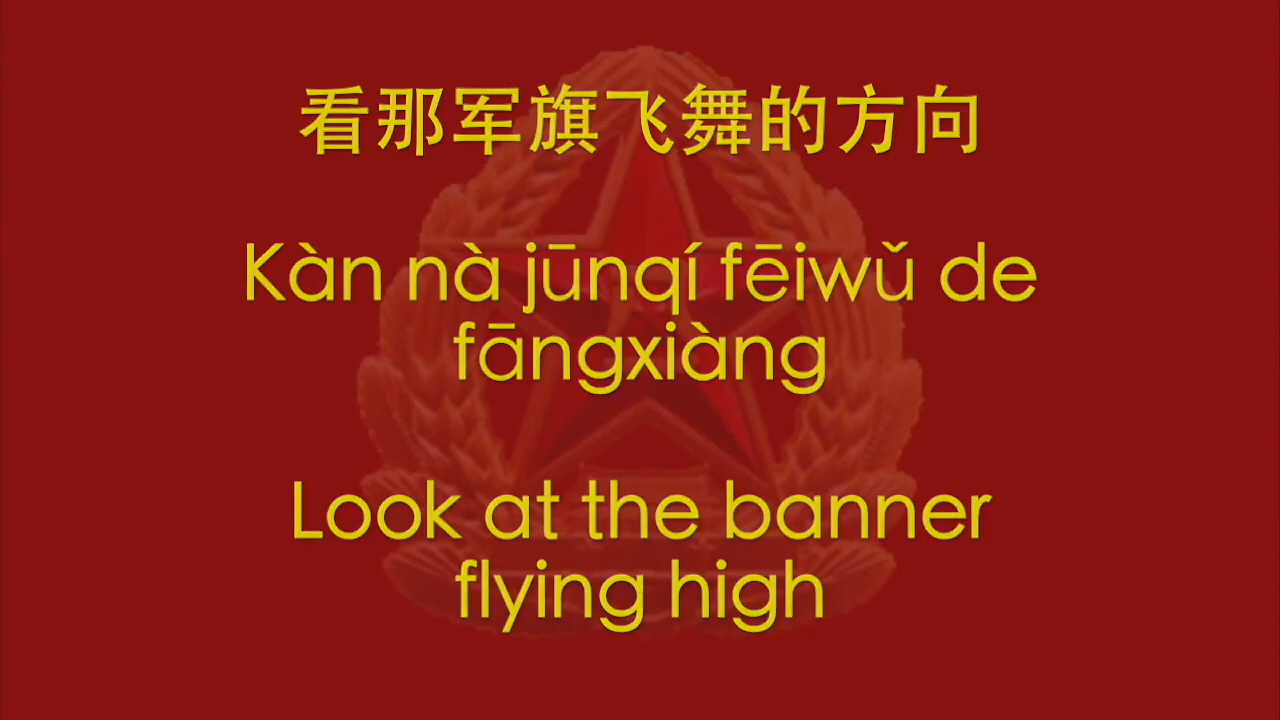 看那军旗飞舞的方向
Kàn nà jūnqí fēiwǔ de
fāngxiàng
Look at the banner
flying high